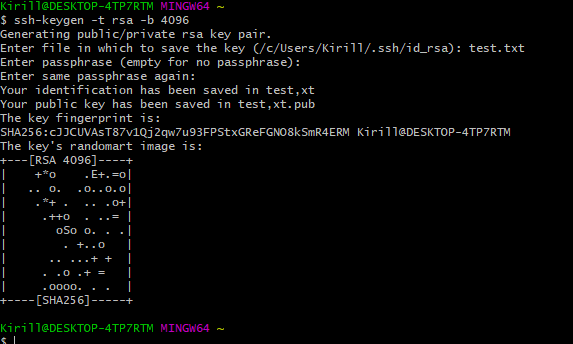 Kirill@DESKTOP-4TP7RTM MINGW64 ~
$ ssh-keygen -t rsa -b 4096
Generating public/private rsa key pair.
Enter file in which to save the key (/c/Users/Kirill/.ssh/id_rsa): test.txt
Enter passphrase (empty for no passphrase):
Enter same passphrase again:
Your identification has been saved in test,xt
Your public key has been saved in test,xt.pub
The key fingerprint is:
SHA256:cJJCUVAsT87v1Qj2qw7u93FPStxGReFGNO8kSmR4ERM Kirill@DESKTOP-4TP7RTM
The key's randomart image is:
+---[RSA 4096]----+
|    +*o    .E+.=o|
|   .. o.  .o..o.o|
|    .*+ .  .. .o+|
|     .++o  . ..= |
|       oSo o. . .|
|        . +..o   |
|      .. ...+ +  |
|     . .o .+ =   |
|     .oooo. . .  |
+----[SHA256]-----+
Kirill@DESKTOP-4TP7RTM MINGW64 ~
$